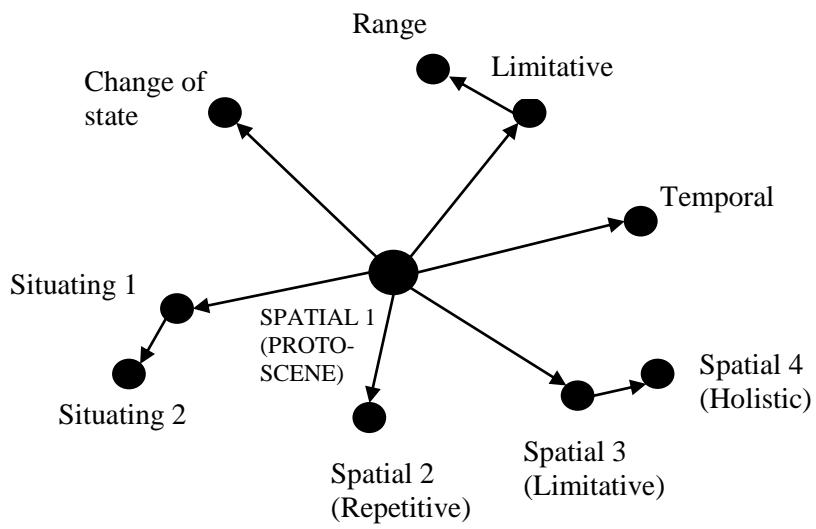 Range
Limitative
Change of
state
Temporal
Situating 1
SPATIAL 1
(PROTO-
SCENE)
Spatial 4
(Holistic)
Situating 2
Spatial 3
(Limitative)
Spatial 2
(Repetitive)